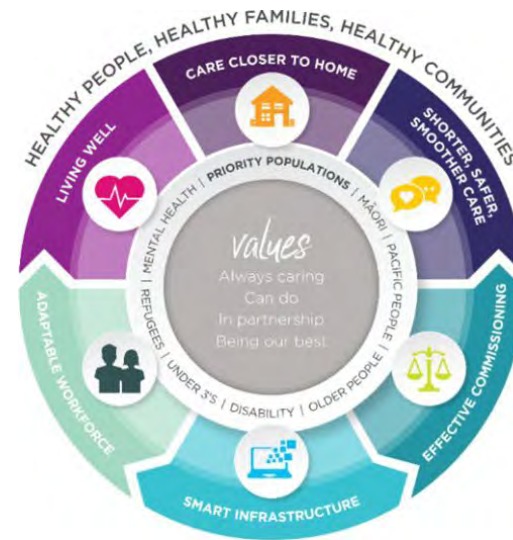 HEALTHY PEOPLE, HEALTHY FAMILIES, HEALTHY COMMUNITIES
CARE CLOSER TO HOME
SHORTER, SAFER,
SMOOTHER CARE
EFFECTIVE COMMISSIONING
SMART INFRASTRUCTURE
ADAPTABLE WORKFORCE
LIVING WELL
PRIORITY POPULATIONS | MĀORI | PACIFIC PEOPLE | OLDER PEOPLE | DISABILITY | UNDER 3'S | REFUGEES | MENTAL HEALTH |
values
Always caring
Can do
In partnership
Being our best